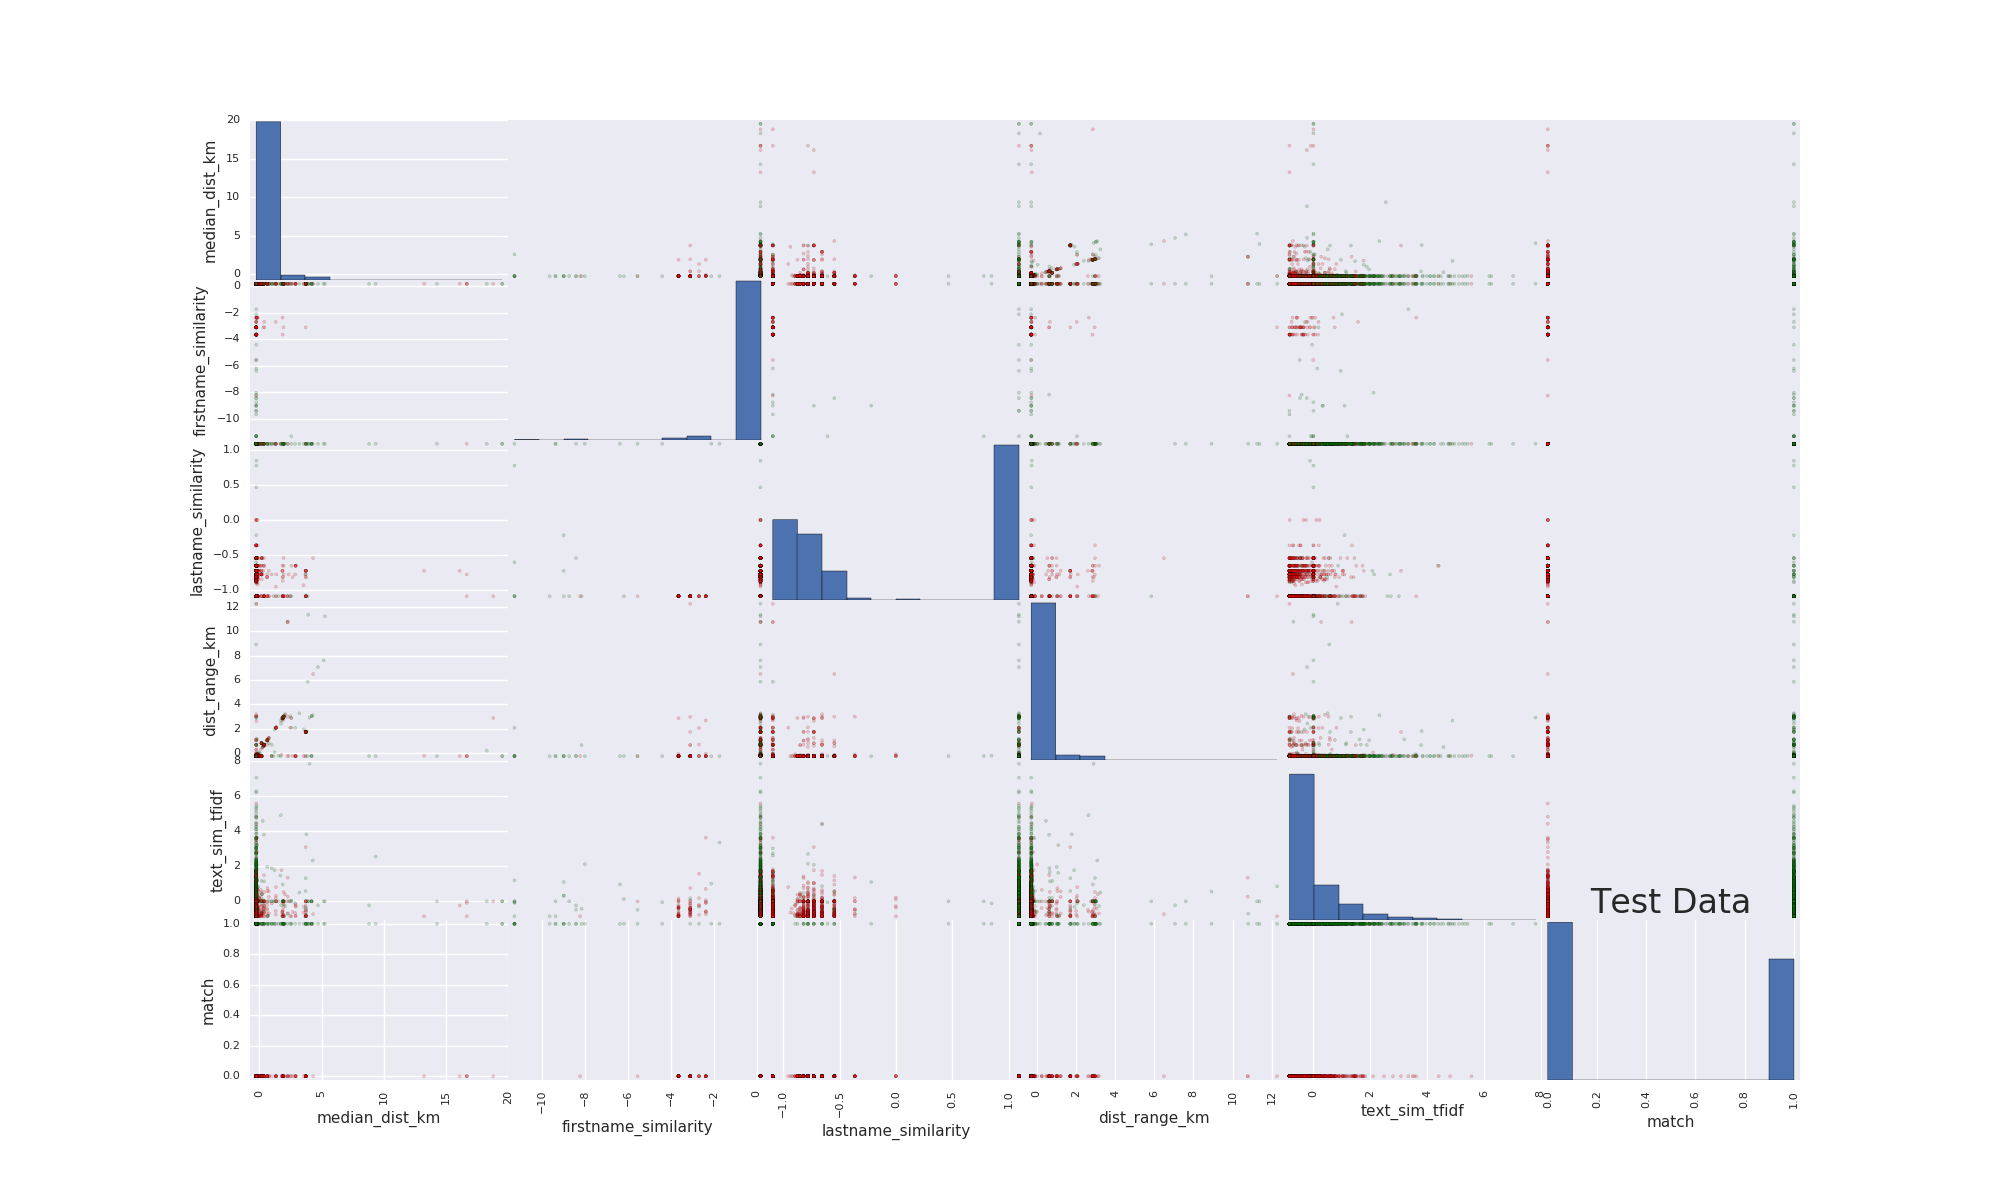 20
15
10
5
0
median_dist_km
0
−2
−4
−6
−8
−10
firstname_similarity
1.0
0.5
0.0
−0.5
−1.0
lastname_similarity
12
10
8
6
4
2
0
dist_range_km
8
6
4
2
0
text_sim_tfidf
Test Data
1.0
0.8
0.6
0.4
0.2
0.0
match
0 5 10 15 20
−10 −8 −6 −4 −2 0
−1.0 −0.5 0.0 0.5 1.0
0 2 4 6 8 10 12
0 2 4 6 8
0.0 0.2 0.4 0.6 0.8 1.0
median_dist_km firstname_similarity lastname_similarity dist_range_km text_sim_tfidf match